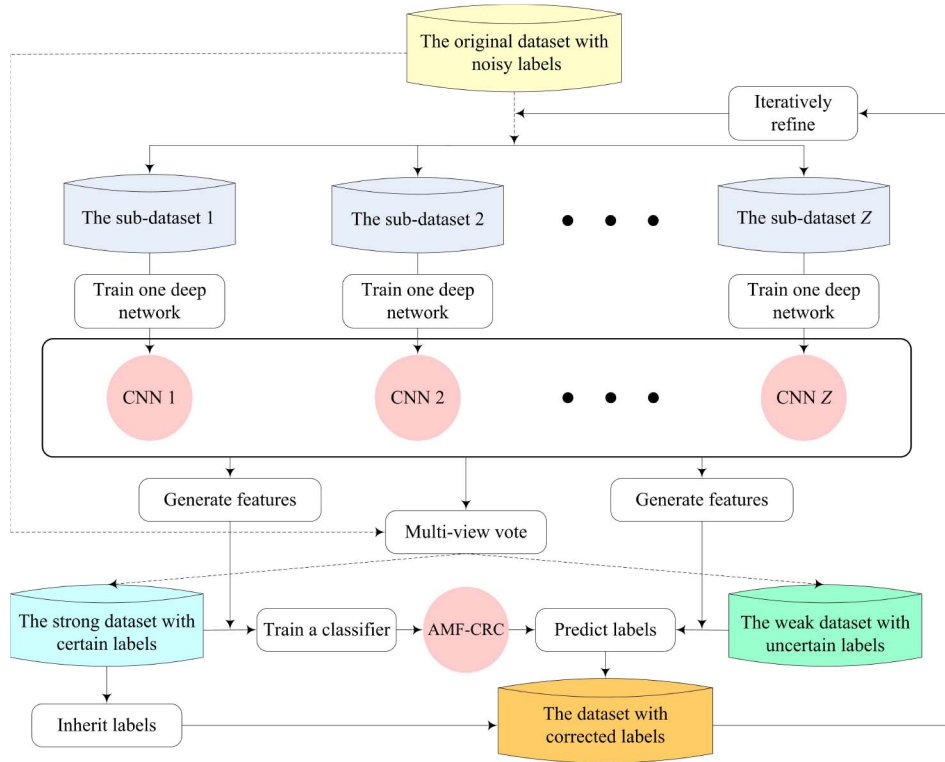 The original dataset with
noisy labels
Iteratively
refine
The sub-dataset 1
The sub-dataset 2
The sub-dataset Z
Train one deep
network
Train one deep
network
Train one deep
network
CNN 1
CNN 2
CNN Z
Generate features
Generate features
Multi-view vote
The strong dataset with
certain labels
Train a classifier
AMF-CRC
Predict labels
The weak dataset with
uncertain labels
Inherit labels
The dataset with
corrected labels